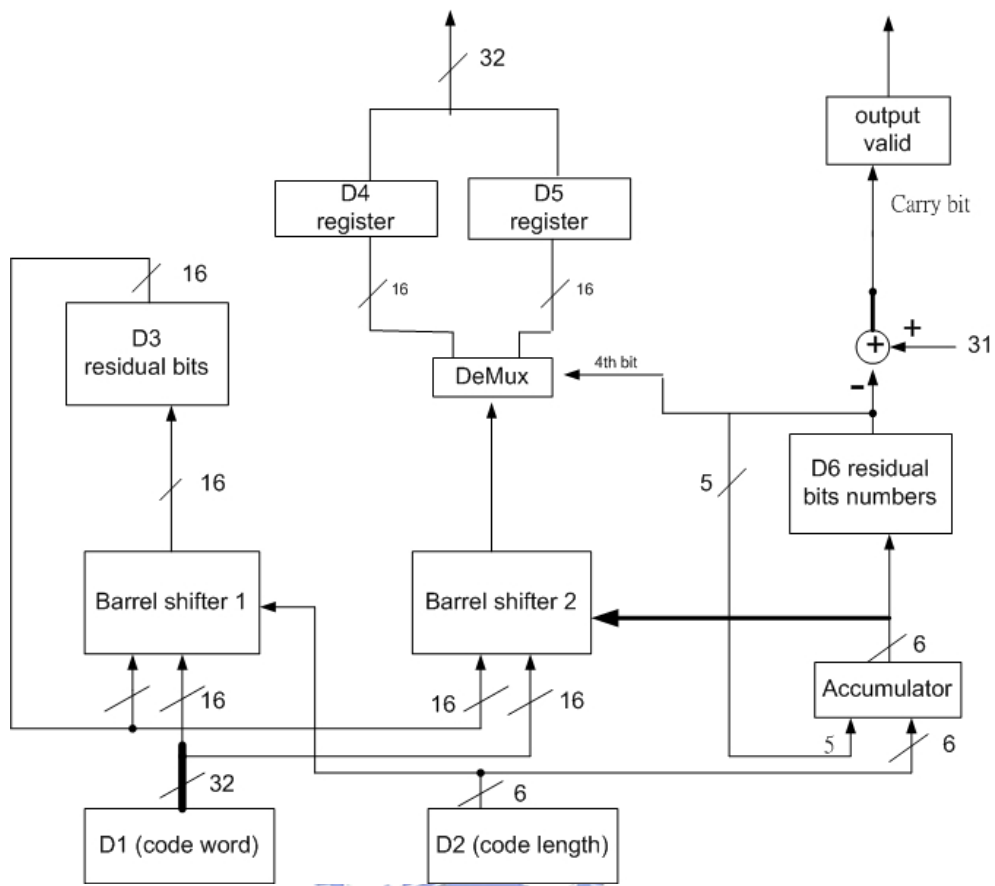 32
output
valid
D4
register
D5
register
Carry bit
16
16
16
+
+
31
-
D3
residual bits
DeMux
4th bit
D6 residual
bits numbers
5
16
Barrel shifter 1
Barrel shifter 2
6
Accumulator
16
16
16
5
6
32
6
D1 (code word)
D2 (code length)